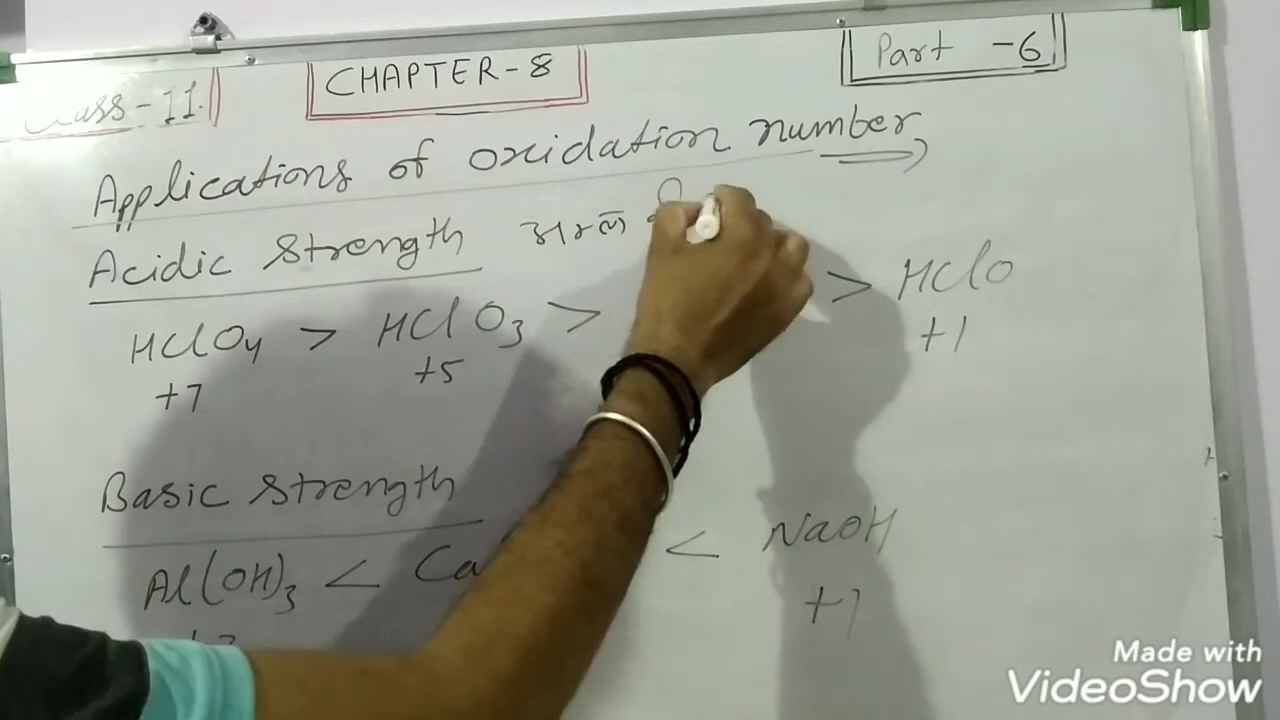 Class-11
CHAPTER-8
Part -6
Applications of oxidation number
Acidic Strength
HClO4 > HClO3 > > HClO
+7 +5 +1
Basic Strength
Al(OH)3 < Ca < NaOH
+1
Made with
VideoShow